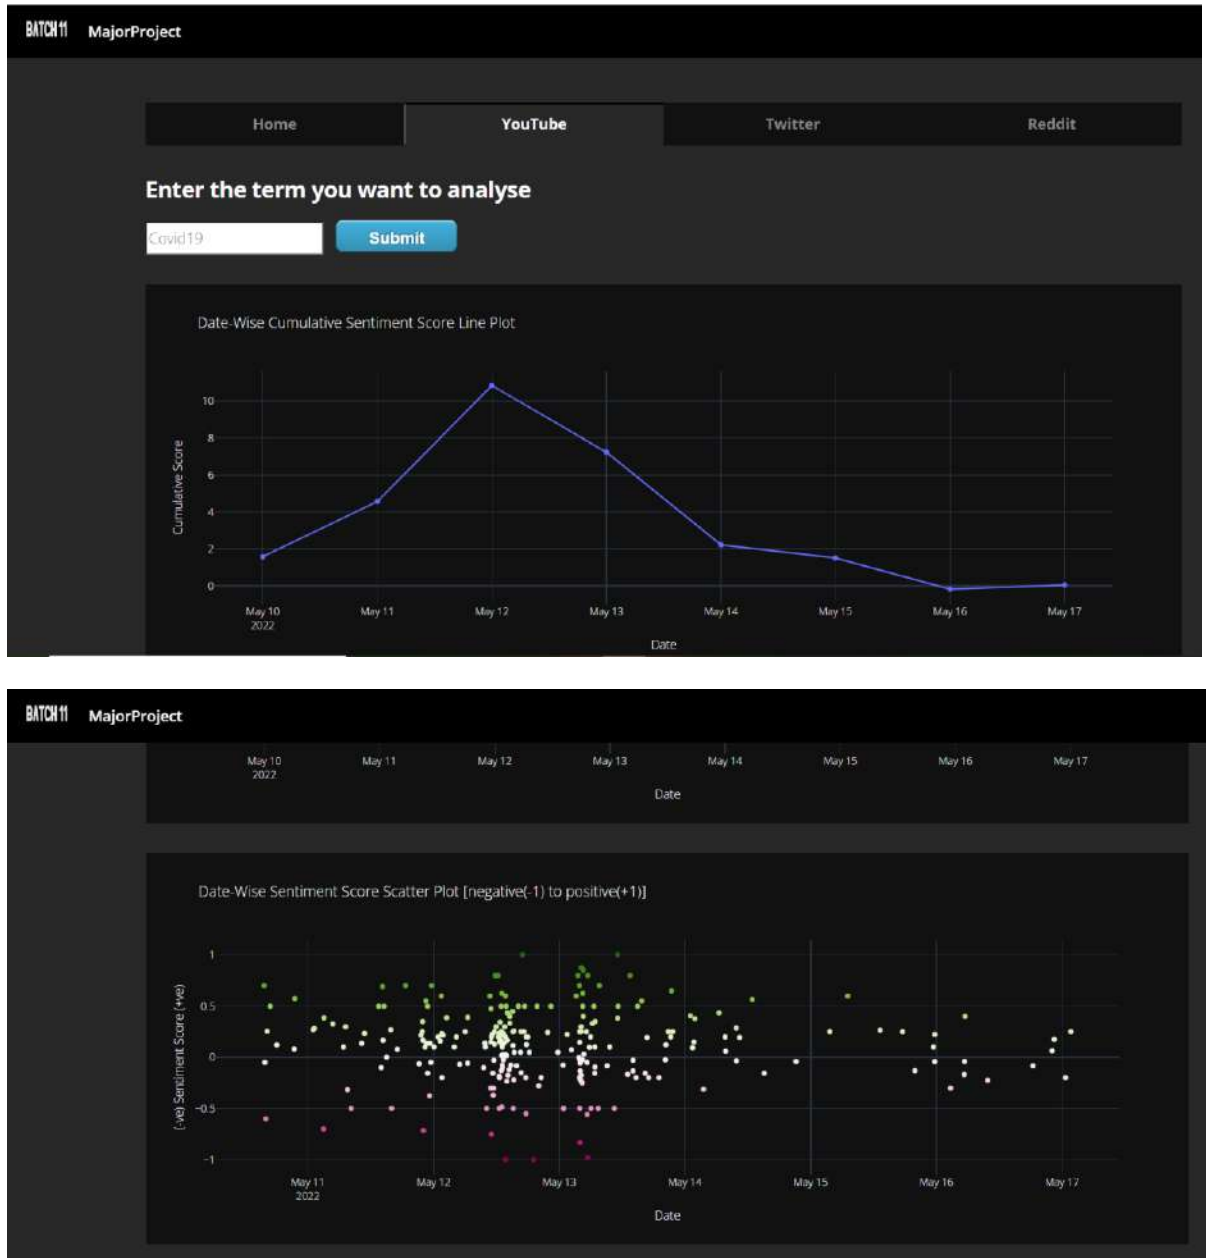 BATCH 11 MajorProject
Home YouTube Twitter Reddit
Enter the term you want to analyse
Covid19 Submit
Date-Wise Cumulative Sentiment Score Line Plot
Cumulative Score
10
8
6
4
2
0
May 10 May 11 May 12 May 13 May 14 May 15 May 16 May 17
2022
Date
BATCH 11 MajorProject
May 10 May 11 May 12 May 13 May 14 May 15 May 16 May 17
2022
Date
Date-Wise Sentiment Score Scatter Plot [negative(-1) to positive(+1)]
(-ve) Sentiment Score (+ve)
1
0.5
0
−0.5
−1
May 11 May 12 May 13 May 14 May 15 May 16 May 17
2022
Date